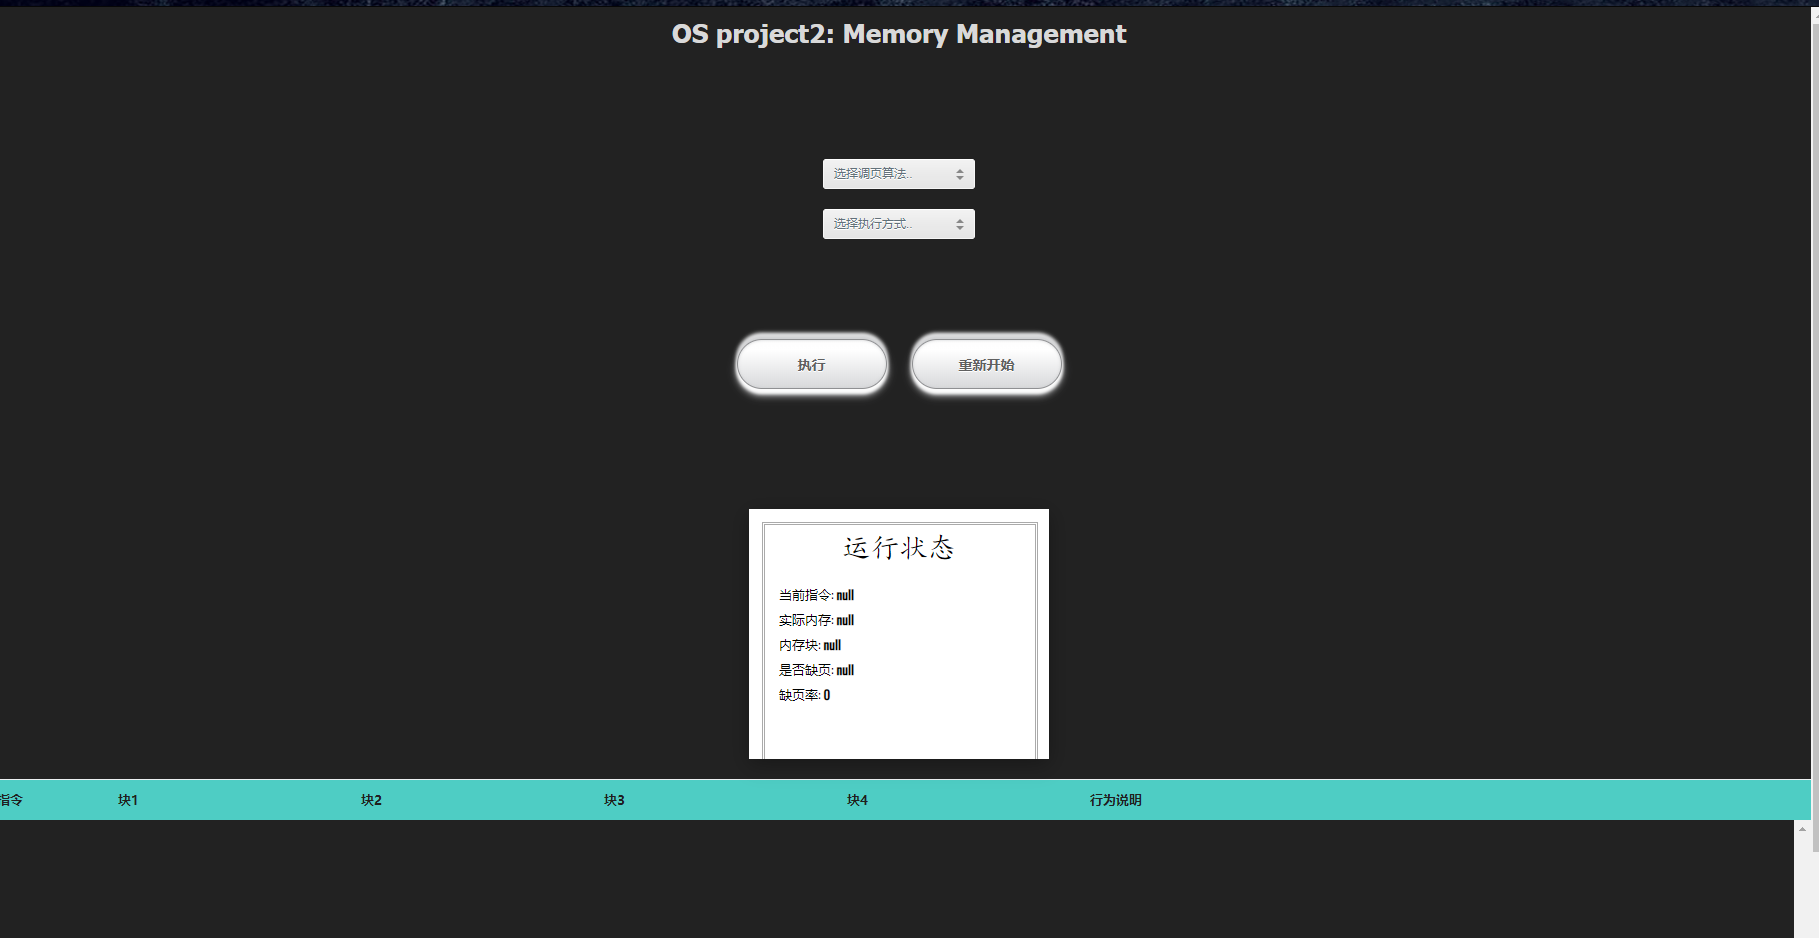 OS project2: Memory Management
选择调页算法..
选择执行方式..
执行 重新开始
运行状态
当前指令: null
实际内存: null
内存块: null
是否缺页: null
缺页率: 0
指令 块1 块2 块3 块4 行为说明